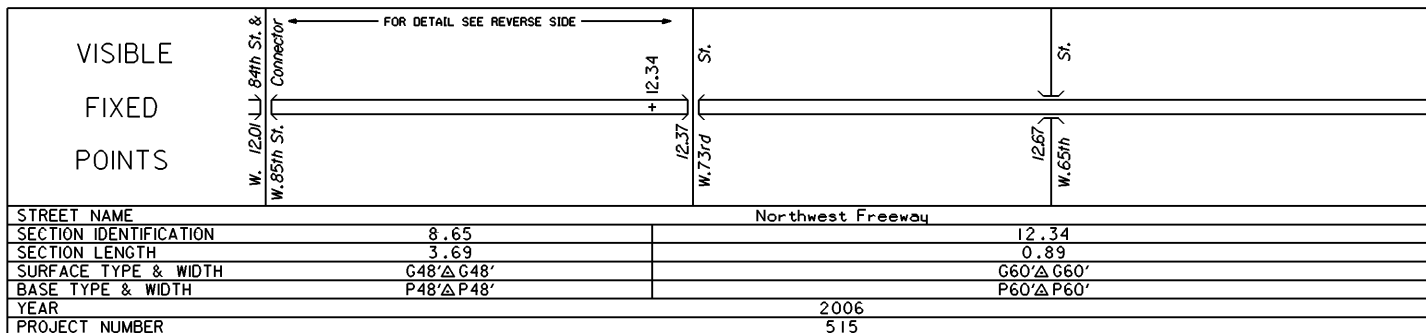 FOR DETAIL SEE REVERSE SIDE
VISIBLE
FIXED
POINTS
W. 12.01 84th St. &
W.85th St. Connector
12.34
12.37
W.73rd St.
12.67
W.65th St.
STREET NAME Northwest Freeway
SECTION IDENTIFICATION 8.65 12.34
SECTION LENGTH 3.69 0.89
SURFACE TYPE & WIDTH G48'△G48' G60'△G60'
BASE TYPE & WIDTH P48'△P48' P60'△P60'
YEAR 2006
PROJECT NUMBER 515